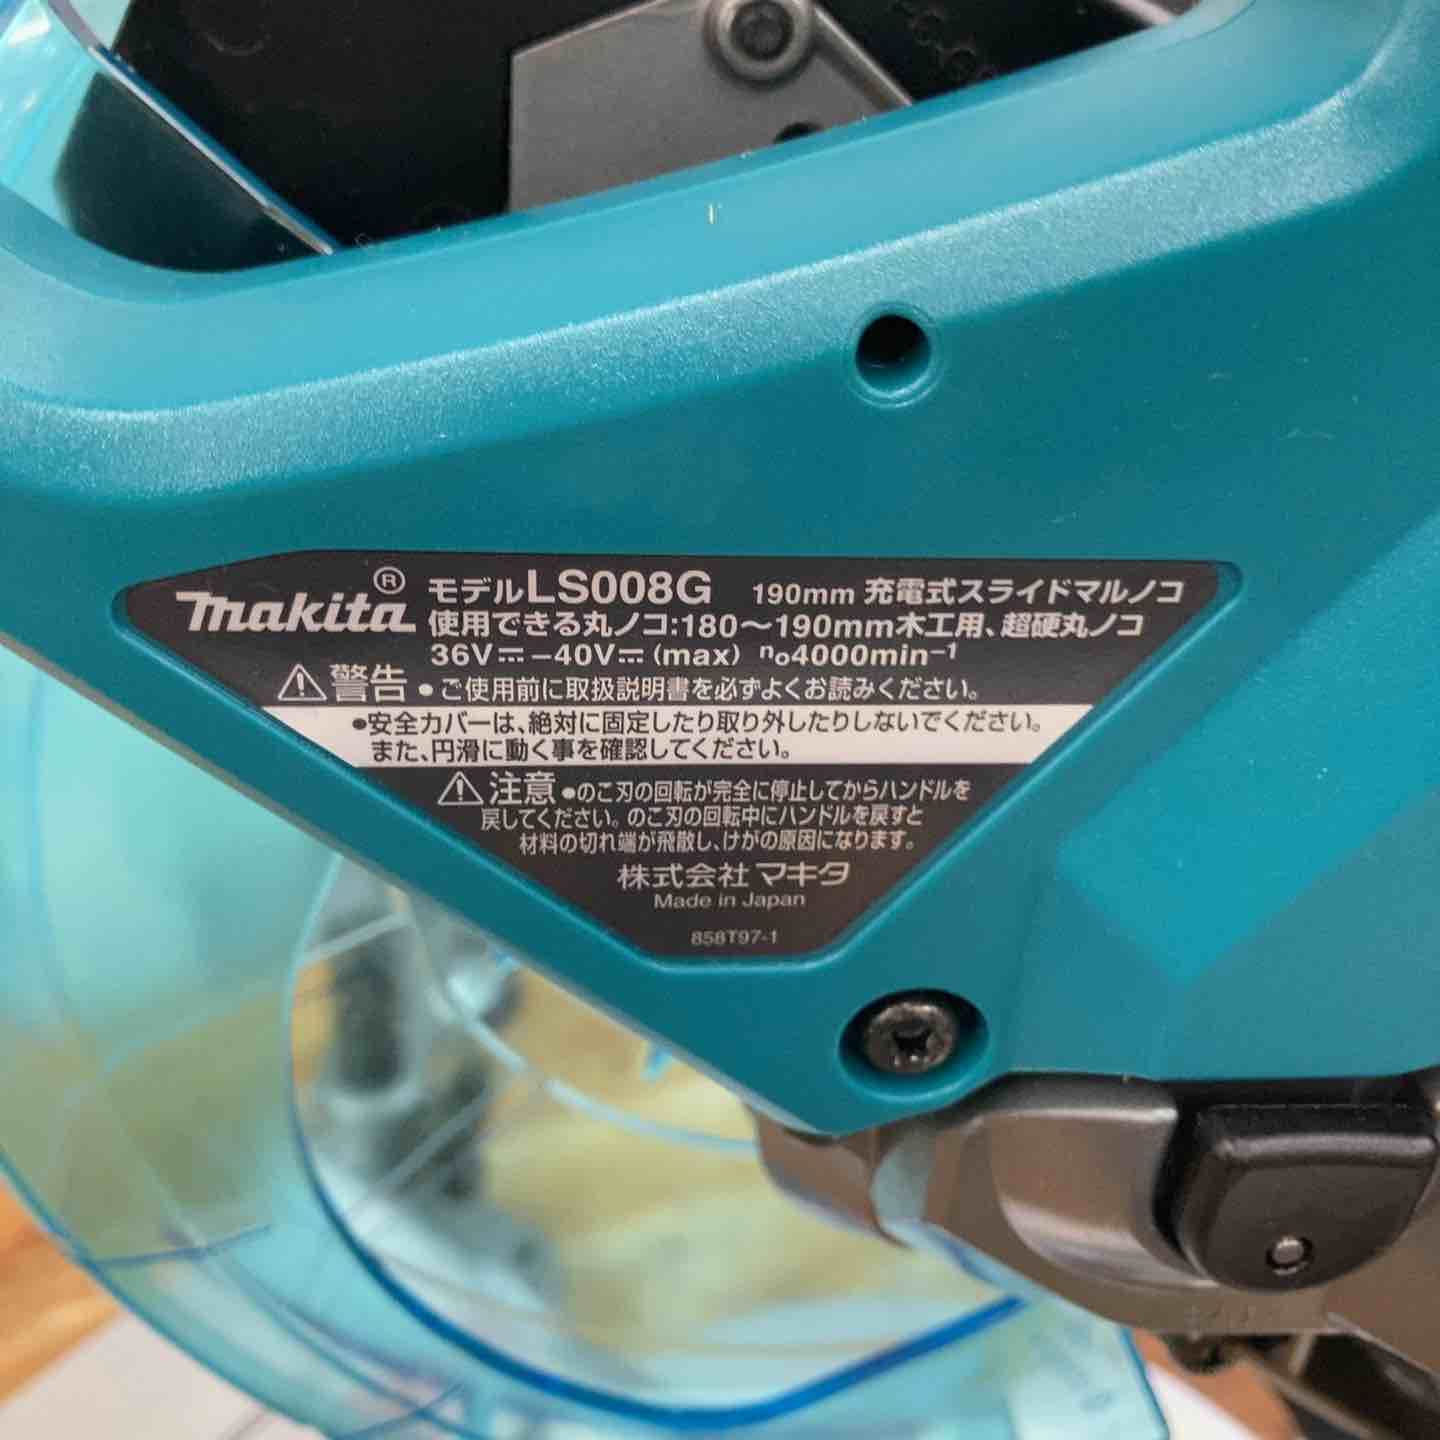 makita® モデルLS008G 190mm 充電式スライドマルノコ
使用できる丸ノコ:180～190mm木工用、超硬丸ノコ
36V⎓-40V⎓(max) no4000min-1
⚠警告 ●ご使用前に取扱説明書を必ずよくお読みください。
●安全カバーは、絶対に固定したり取り外したりしないでください。
また、円滑に動く事を確認してください。
⚠注意 ●のこ刃の回転が完全に停止してからハンドルを
戻してください。のこ刃の回転中にハンドルを戻すと
材料の切れ端が飛散し、けがの原因になります。
株式会社マキタ
Made in Japan
858T97-1